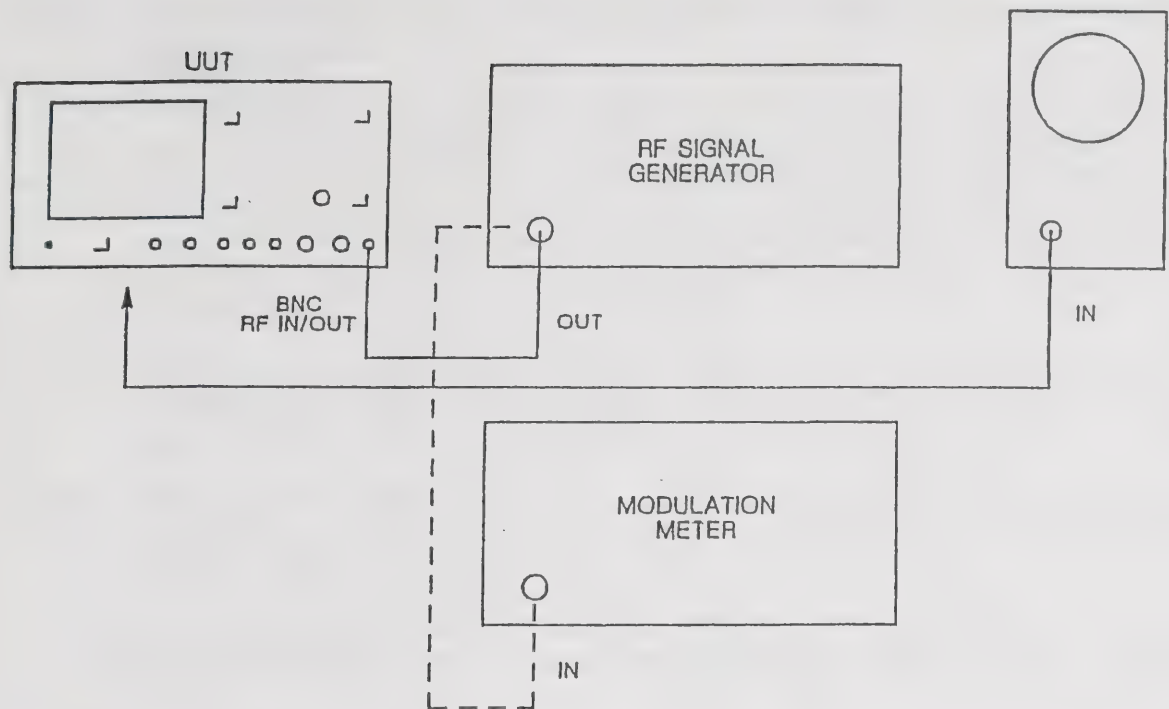 UUT
RF SIGNAL
GENERATOR
BNC
RF IN/OUT
OUT
IN
MODULATION
METER
IN